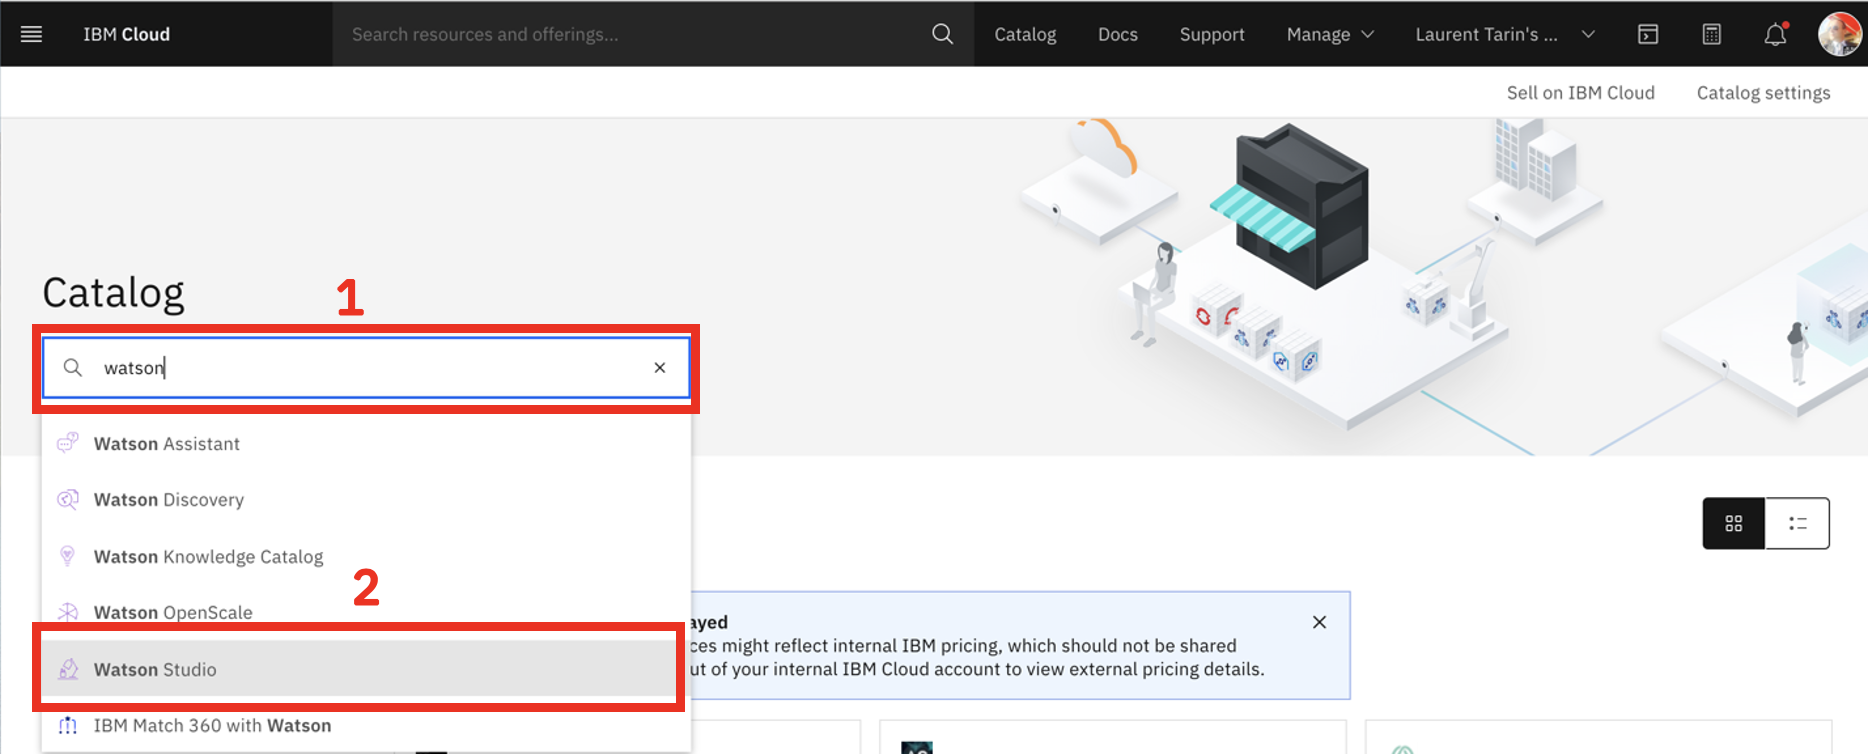 IBM Cloud
Search resources and offerings...
Catalog
Docs
Support
Manage
Laurent Tarin's ...
Sell on IBM Cloud
Catalog settings
Catalog
1
watson
Watson Assistant
Watson Discovery
Watson Knowledge Catalog
2
Watson OpenScale
Watson Studio
IBM Match 360 with Watson
ayed
ces might reflect internal IBM pricing, which should not be shared
ut of your internal IBM Cloud account to view external pricing details.